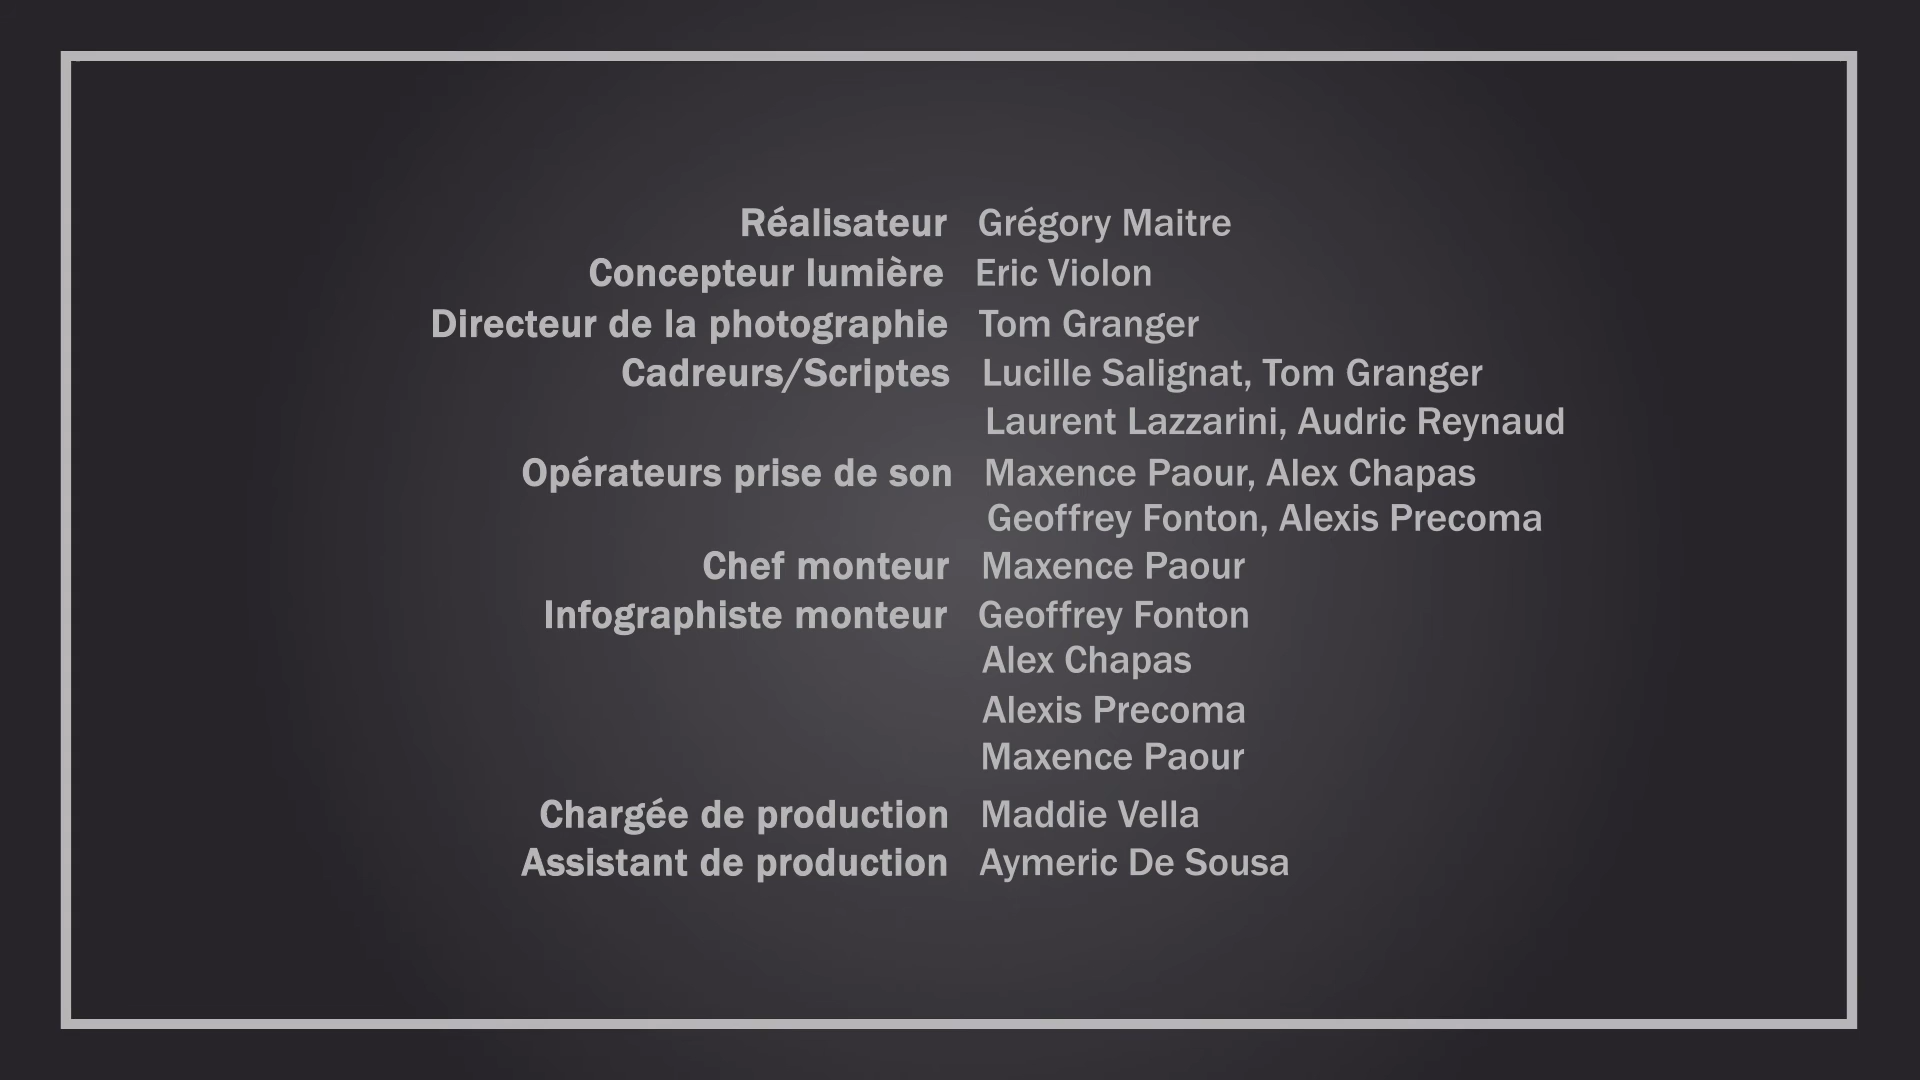 Réalisateur Grégory Maitre
Concepteur lumière Eric Violon
Directeur de la photographie Tom Granger
Cadreurs/Scriptes Lucille Salignat, Tom Granger
Laurent Lazzarini, Audric Reynaud
Opérateurs prise de son Maxence Paour, Alex Chapas
Geoffrey Fonton, Alexis Precoma
Chef monteur Maxence Paour
Infographiste monteur Geoffrey Fonton
Alex Chapas
Alexis Precoma
Maxence Paour
Chargée de production Maddie Vella
Assistant de production Aymeric De Sousa